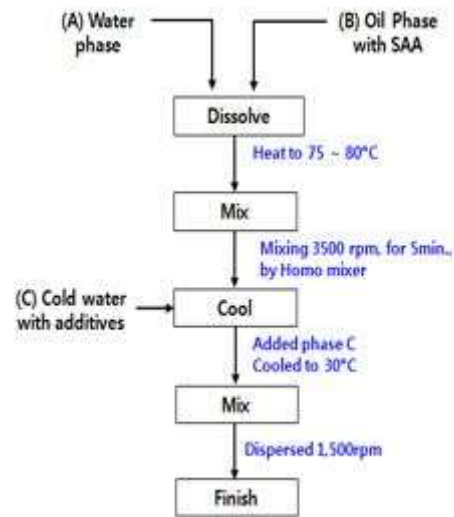 (A) Water
phase
(B) Oil Phase
with SAA
Dissolve
Heat to 75 ~ 80°C
Mix
Mixing 3500 rpm, for 5min.,
by Homo mixer
(C) Cold water
with additives
Cool
Added phase C
Cooled to 30°C
Mix
Dispersed 1,500rpm
Finish